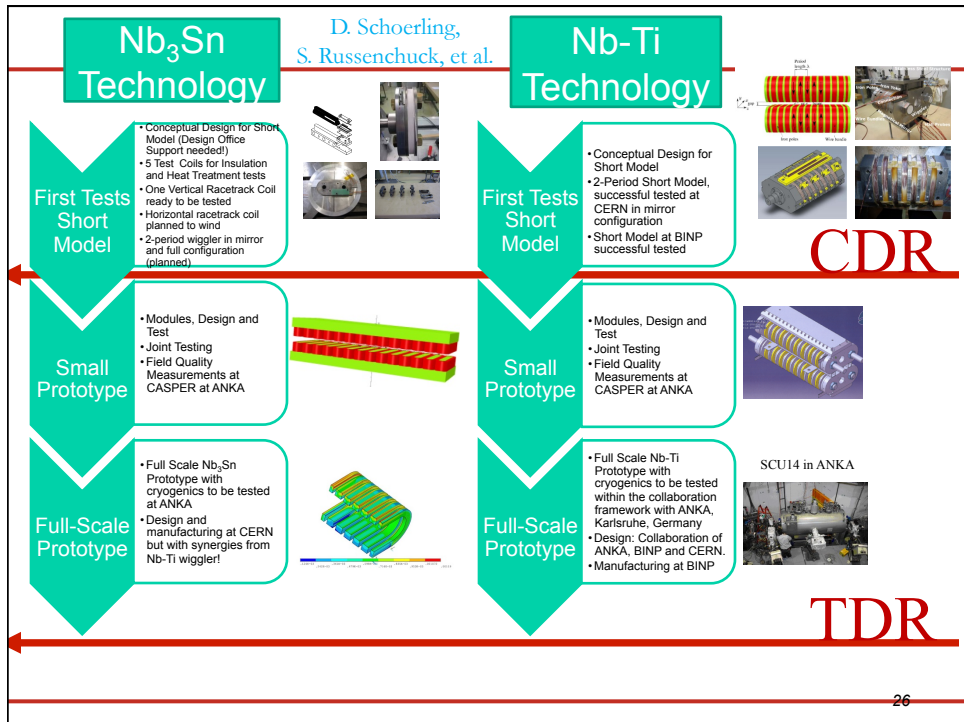 Nb₃Sn
Technology
D. Schoerling,
S. Russenchuck, et al.
Nb-Ti
Technology
First Tests
Short
Model
• Conceptual Design for Short
Model (Design Office
Support needed!)
• 5 Test Coils for Insulation
and Heat Treatment tests
• One Vertical Racetrack Coil
ready to be tested
• Horizontal racetrack coil
planned to wind
• 2-period wiggler in mirror
and full configuration
(planned)
First Tests
Short
Model
• Conceptual Design for
Short Model
• 2-Period Short Model,
successful tested at
CERN in mirror
configuration
• Short Model at BINP
successful tested
Period
Iron poles
Iron Yoke
CDR
Small
Prototype
• Modules, Design and
Test
• Joint Testing
• Field Quality
Measurements at
CASPER at ANKA
Small
Prototype
• Modules, Design and
Test
• Joint Testing
• Field Quality
Measurements at
CASPER at ANKA
Full-Scale
Prototype
• Full Scale Nb₃Sn
Prototype with
cryogenics to be tested
at ANKA
• Design and
manufacturing at CERN
but with synergies from
Nb-Ti wiggler!
Full-Scale
Prototype
• Full Scale Nb-Ti
Prototype with
cryogenics to be tested
within the collaboration
framework with ANKA,
Karlsruhe, Germany
• Design: Collaboration of
ANKA, BINP and CERN.
• Manufacturing at BINP
SCU14 in ANKA
TDR
26